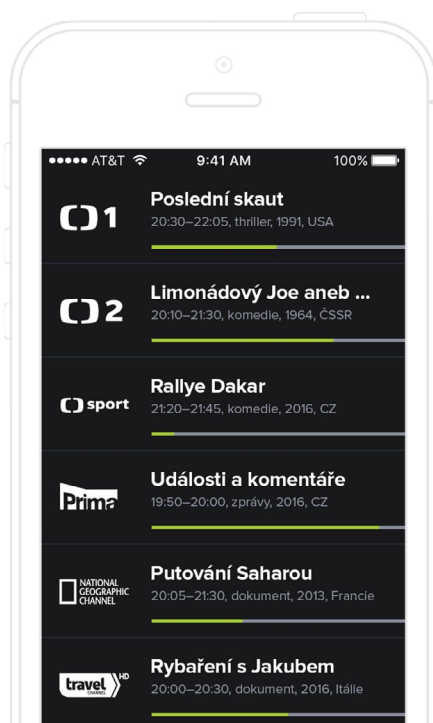 AT&T 9:41 AM 100%
1
Poslední skaut
20:30–22:05, thriller, 1991, USA
2
Limonádový Joe aneb ...
20:10–21:30, komedie, 1964, ČSSR
sport
Rallye Dakar
21:20–21:45, komedie, 2016, CZ
Prima
Události a komentáře
19:50–20:00, zprávy, 2016, CZ
NATIONAL
GEOGRAPHIC
CHANNEL
Putování Saharou
20:05–21:30, dokument, 2013, Francie
travel HD
CHANNEL
Rybaření s Jakubem
20:00–20:30, dokument, 2016, Itálie